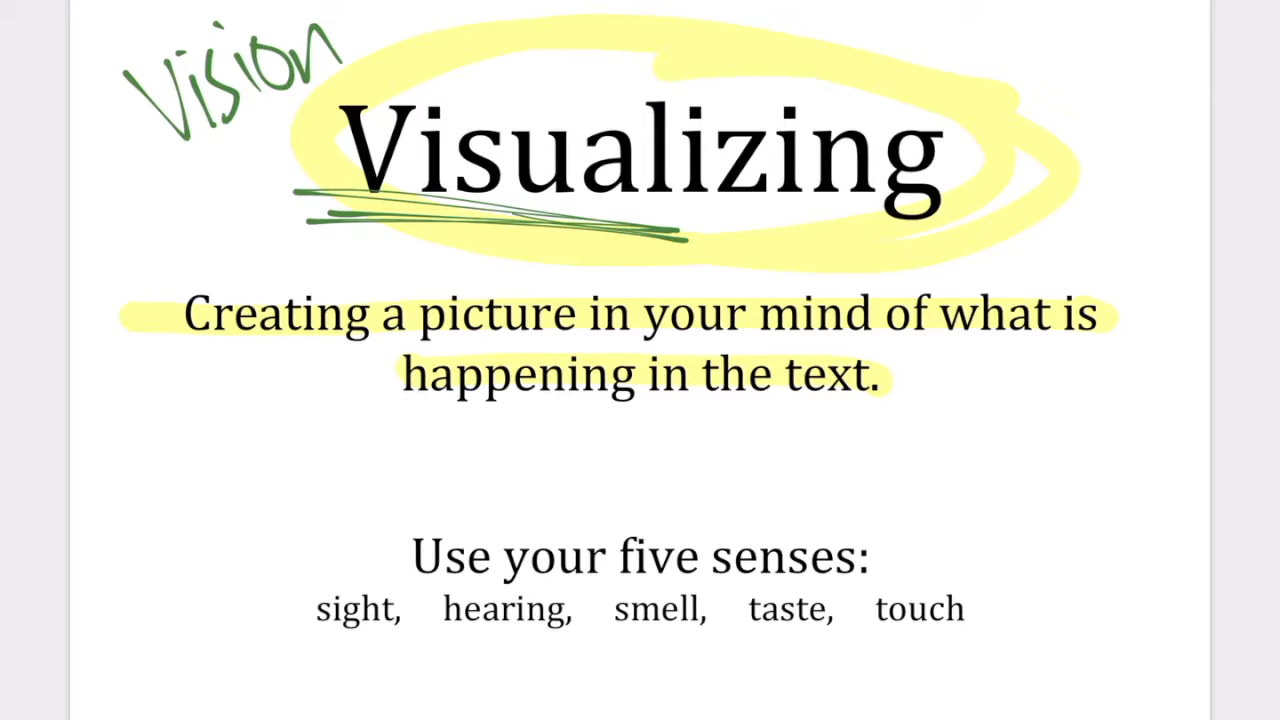 Vision
Visualizing
Creating a picture in your mind of what is
happening in the text.
Use your five senses:
sight, hearing, smell, taste, touch